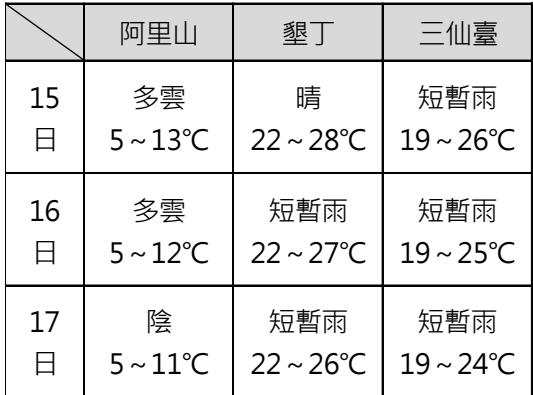 阿里山 墾丁 三仙臺
15日 多雲 晴 短暫雨
5～13℃ 22～28℃ 19～26℃
16日 多雲 短暫雨 短暫雨
5～12℃ 22～27℃ 19～25℃
17日 陰 短暫雨 短暫雨
5～11℃ 22～26℃ 19～24℃